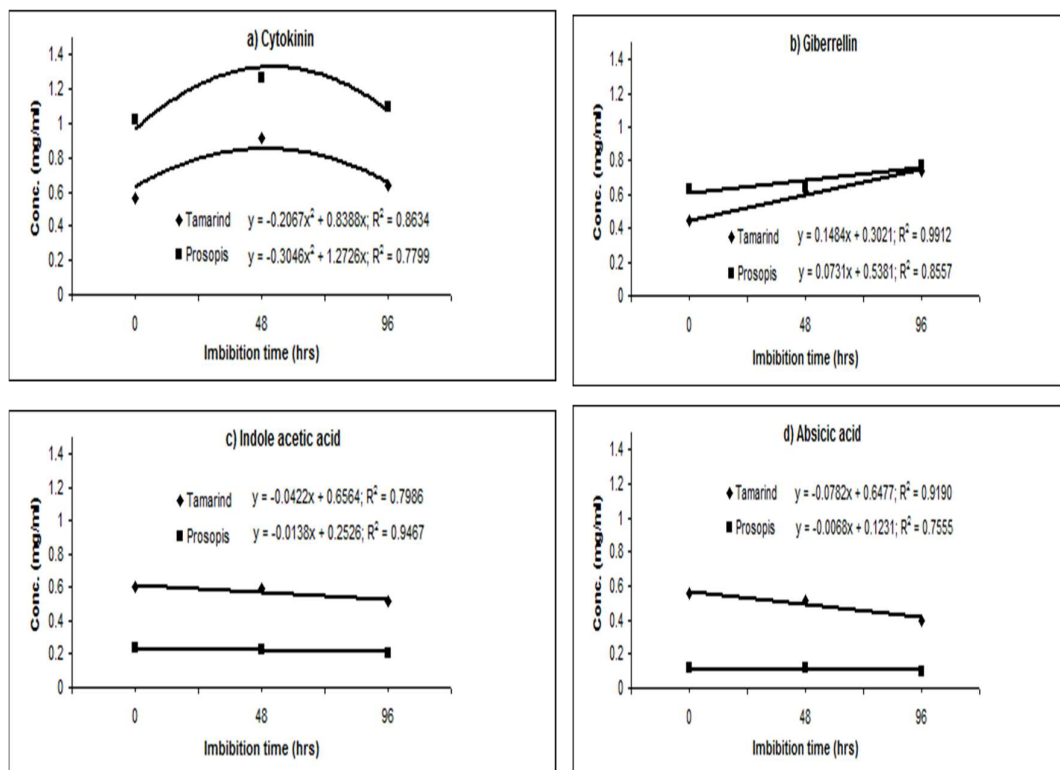 a) Cytokinin
Conc. (mg/ml)
1.4
1.2
1
0.8
0.6
0.4
0.2
0
Tamarind y = -0.2067x² + 0.8388x; R² = 0.8634
Prosopis y = -0.3046x² + 1.2726x; R² = 0.7799
0 48 96
Imbibition time (hrs)
b) Giberrellin
Conc. (mg/ml)
1.4
1.2
1
0.8
0.6
0.4
0.2
0
Tamarind y = 0.1484x + 0.3021; R² = 0.9912
Prosopis y = 0.0731x + 0.5381; R² = 0.8557
0 48 96
Imbibition time (hrs)
c) Indole acetic acid
Conc. (mg/ml)
1.4
1.2
1
0.8
0.6
0.4
0.2
0
Tamarind y = -0.0422x + 0.6564; R² = 0.7986
Prosopis y = -0.0138x + 0.2526; R² = 0.9467
0 48 96
Imbibition time (hrs)
d) Absicic acid
Conc. (mg/ml)
1.4
1.2
1
0.8
0.6
0.4
0.2
0
Tamarind y = -0.0782x + 0.6477; R² = 0.9190
Prosopis y = -0.0068x + 0.1231; R² = 0.7555
0 48 96
Imbibition time (hrs)